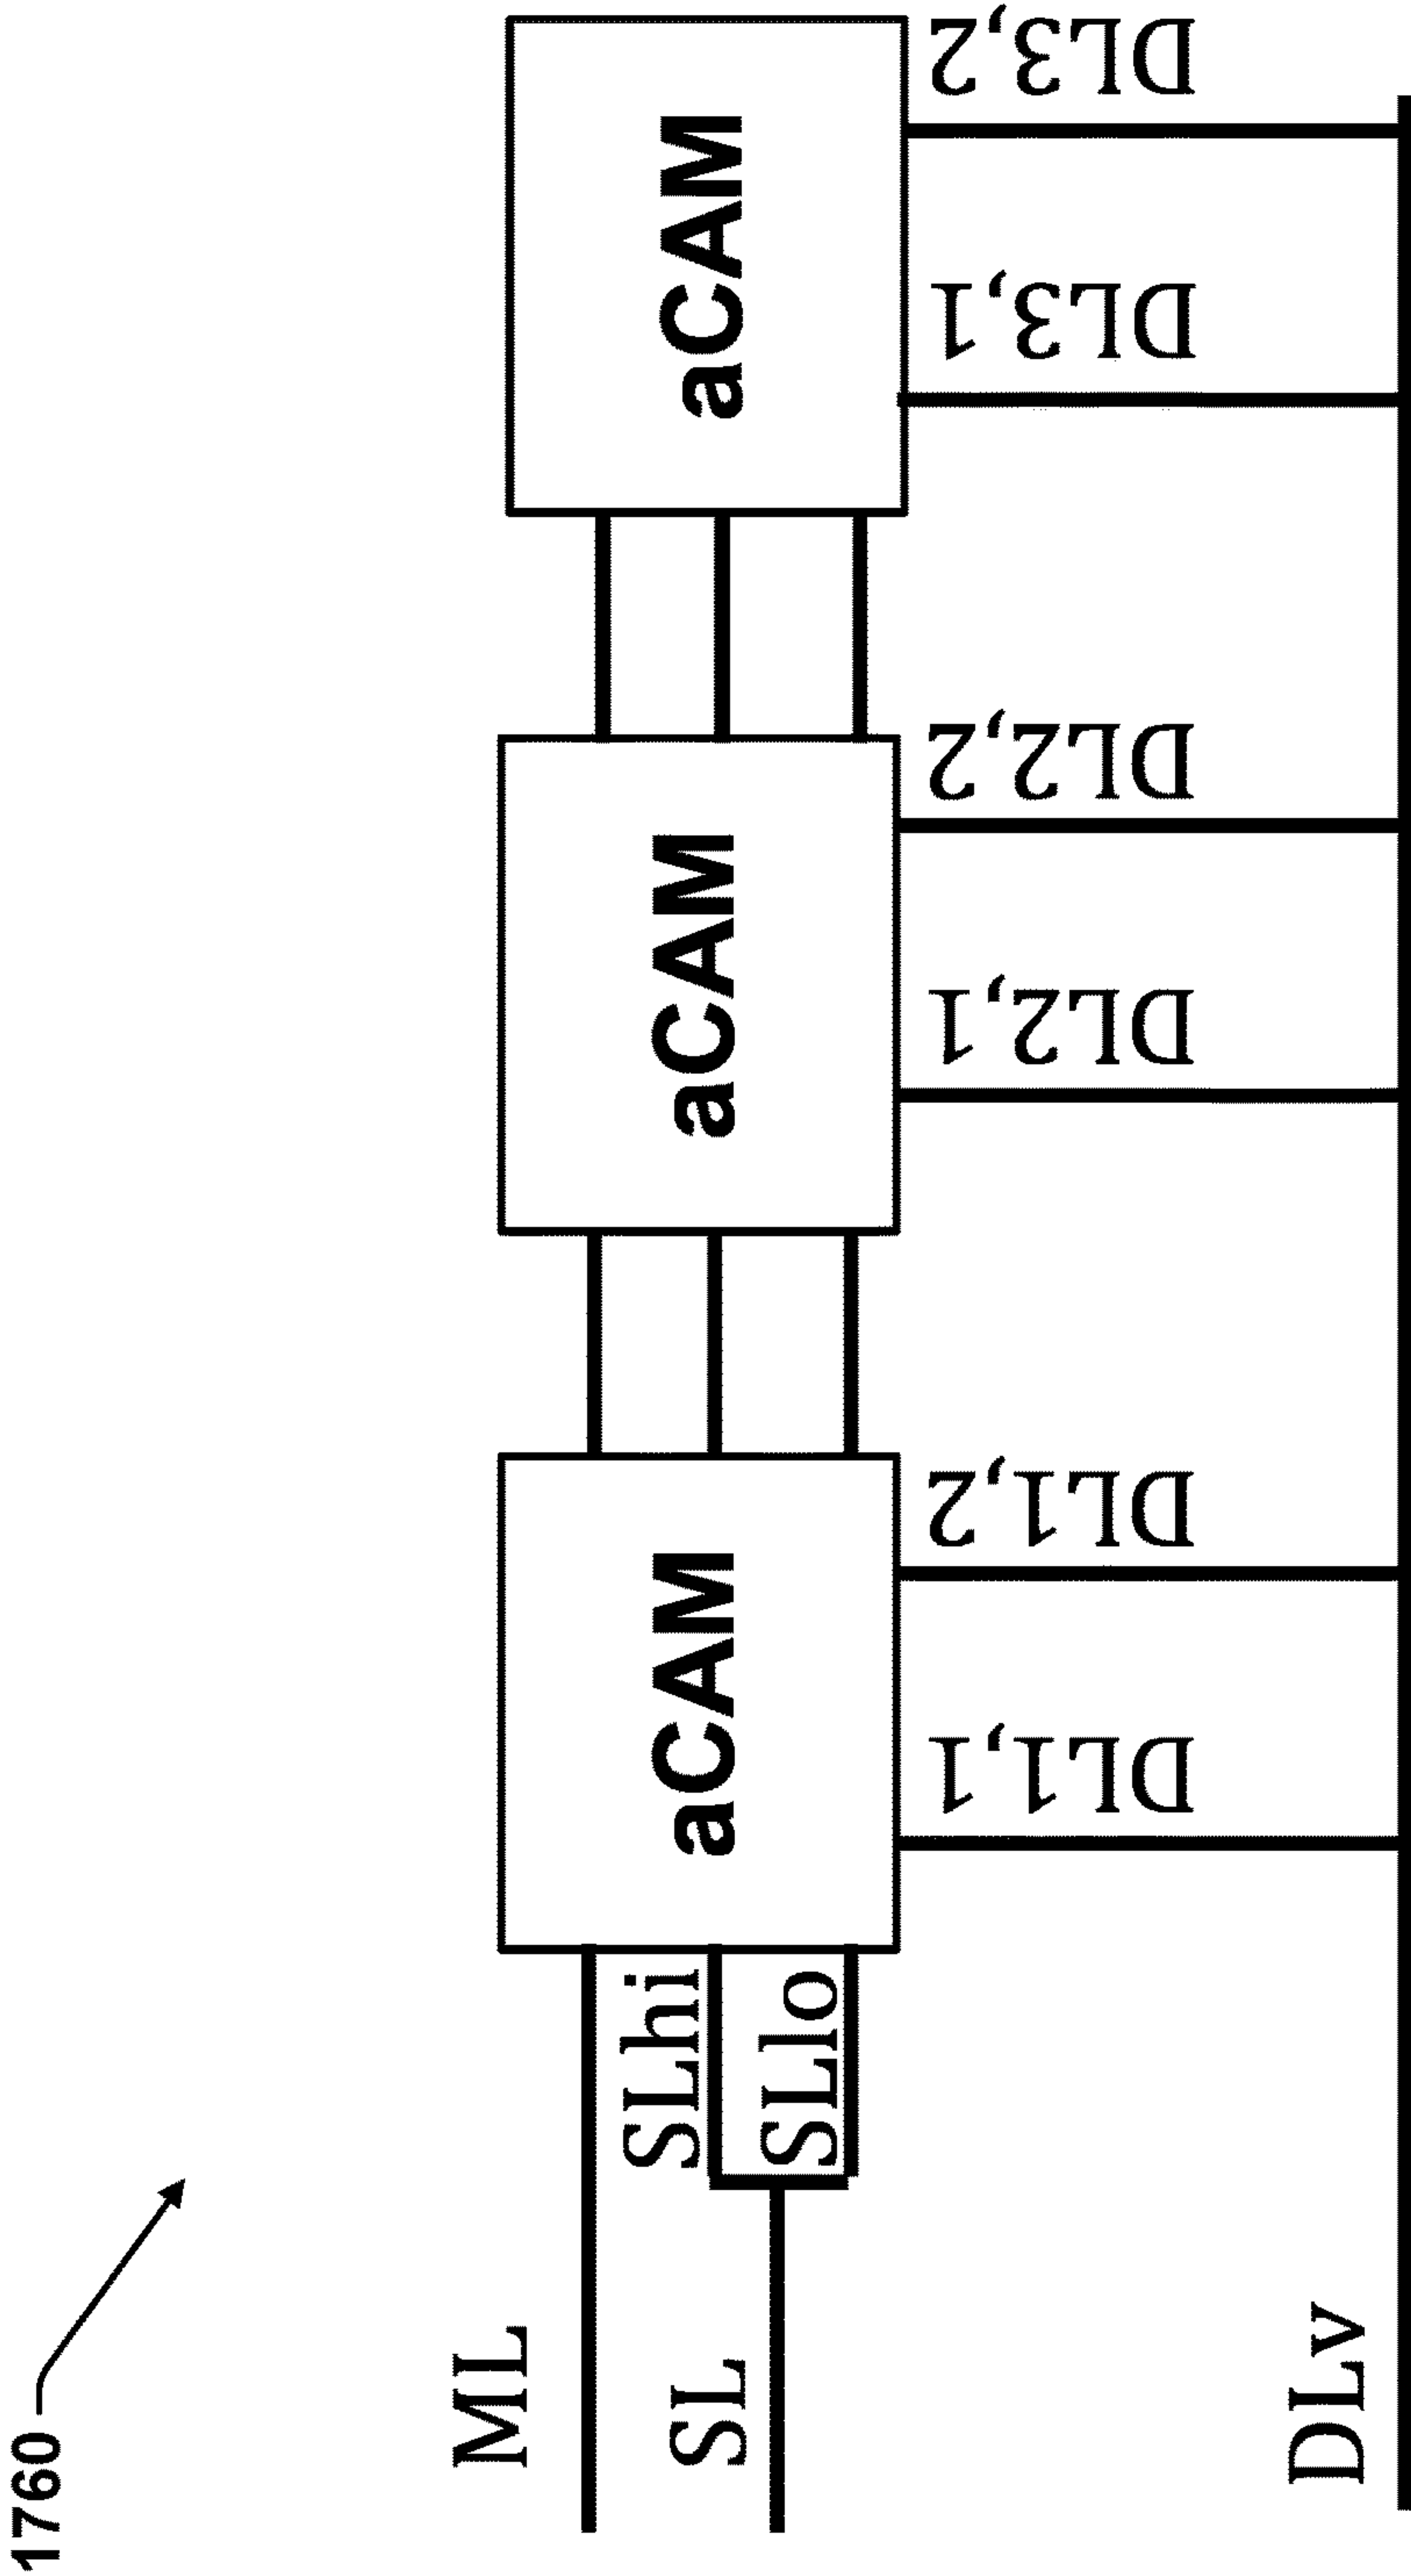 1760
ML
SL
SLhi
SLlo
aCAM
aCAM
aCAM
DL1,1
DL1,2
DL2,1
DL2,2
DL3,1
DL3,2
DLv